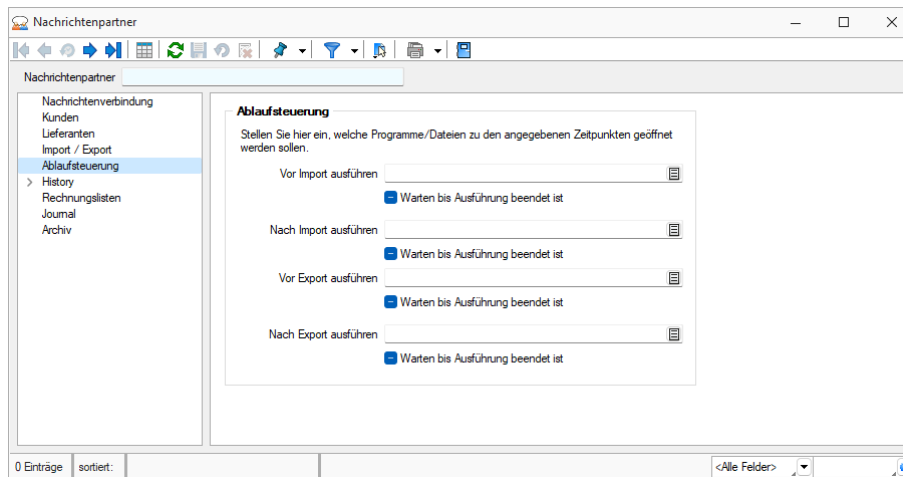 Nachrichtenpartner
Nachrichtenpartner
Nachrichtenverbindung
Kunden
Lieferanten
Import / Export
Ablaufsteuerung
History
Rechnungslisten
Journal
Archiv
Ablaufsteuerung
Stellen Sie hier ein, welche Programme/Dateien zu den angegebenen Zeitpunkten geöffnet
werden sollen.
Vor Import ausführen
Warten bis Ausführung beendet ist
Nach Import ausführen
Warten bis Ausführung beendet ist
Vor Export ausführen
Warten bis Ausführung beendet ist
Nach Export ausführen
Warten bis Ausführung beendet ist
0 Einträge sortiert: <Alle Felder>